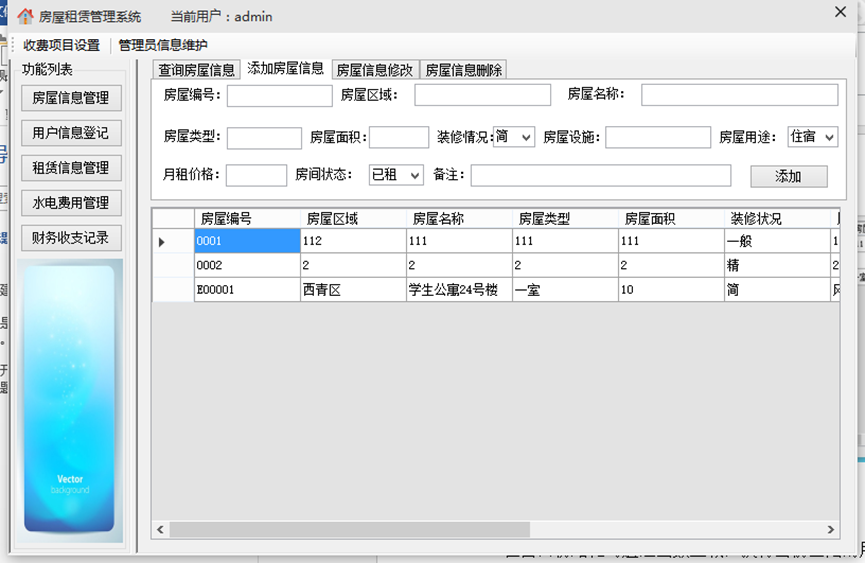 房屋租赁管理系统 当前用户：admin
收费项目设置 管理员信息维护
功能列表
房屋信息管理
用户信息登记
租赁信息管理
水电费用管理
财务收支记录
Vector
background
查询房屋信息 添加房屋信息 房屋信息修改 房屋信息删除
房屋编号： 房屋区域： 房屋名称：
房屋类型： 房屋面积： 装修情况： 简 房屋设施： 房屋用途： 住宿
月租价格： 房间状态： 已租 备注： 添加
房屋编号 房屋区域 房屋名称 房屋类型 房屋面积 装修状况
0001 112 111 111 111 一般 1
0002 2 2 2 2 精 2
E00001 西青区 学生公寓24号楼 一室 10 简